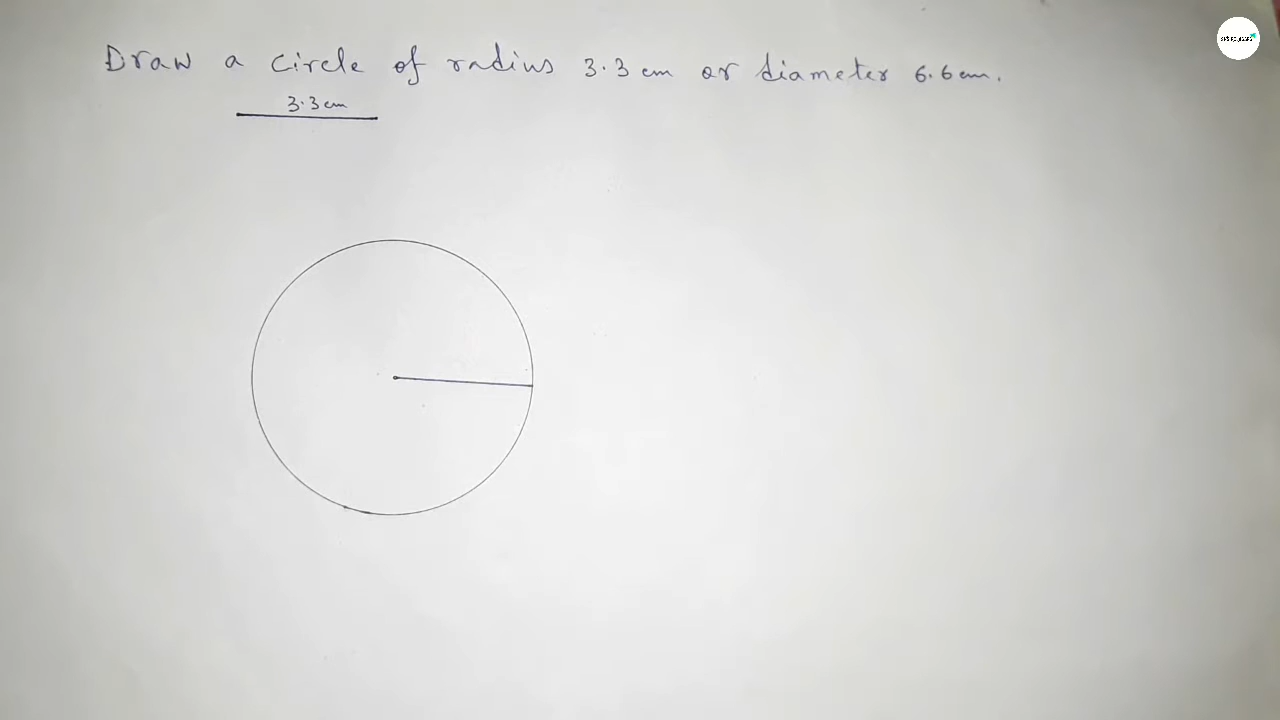 Draw a circle of radius 3.3 cm or diameter 6.6 cm.
3.3 cm